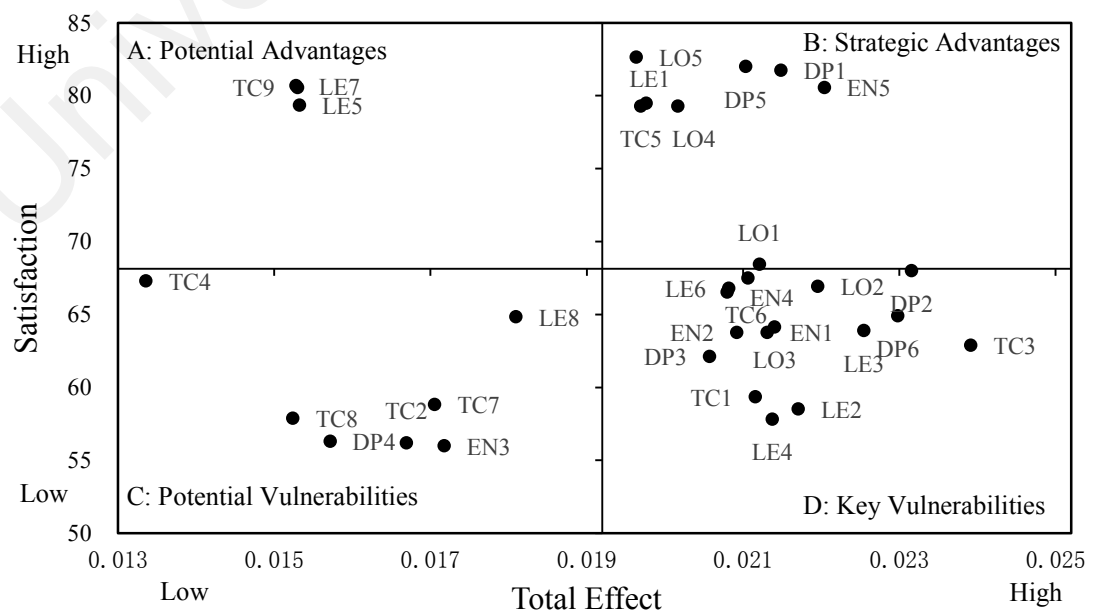 Unive
85
High
A: Potential Advantages
B: Strategic Advantages
LO5
DP1
TC9
LE7
LE1
EN5
80
LE5
DP5
TC5
LO4
75
Satisfaction
70
LO1
TC4
LE6
EN4
LO2
DP2
65
LE8
TC6
EN2
LO3
EN1
LE3
DP6
TC3
DP3
60
TC8
TC2
TC7
TC1
LE2
DP4
EN3
LE4
55
Low
C: Potential Vulnerabilities
D: Key Vulnerabilities
50
0.013
0.015
0.017
0.019
0.021
0.023
0.025
Low
Total Effect
High